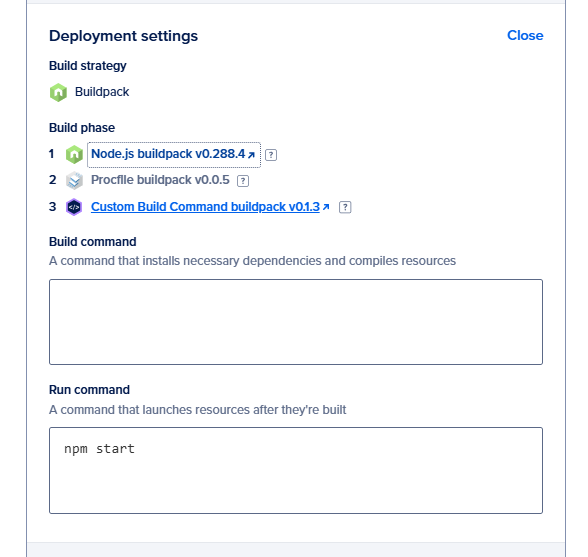 Deployment settings Close
Build strategy
Buildpack
Build phase
1 Node.js buildpack v0.288.4 ↗ ?
2 Procfile buildpack v0.0.5 ?
3 </> Custom Build Command buildpack v0.1.3 ↗ ?
Build command
A command that installs necessary dependencies and compiles resources
Run command
A command that launches resources after they're built
npm start